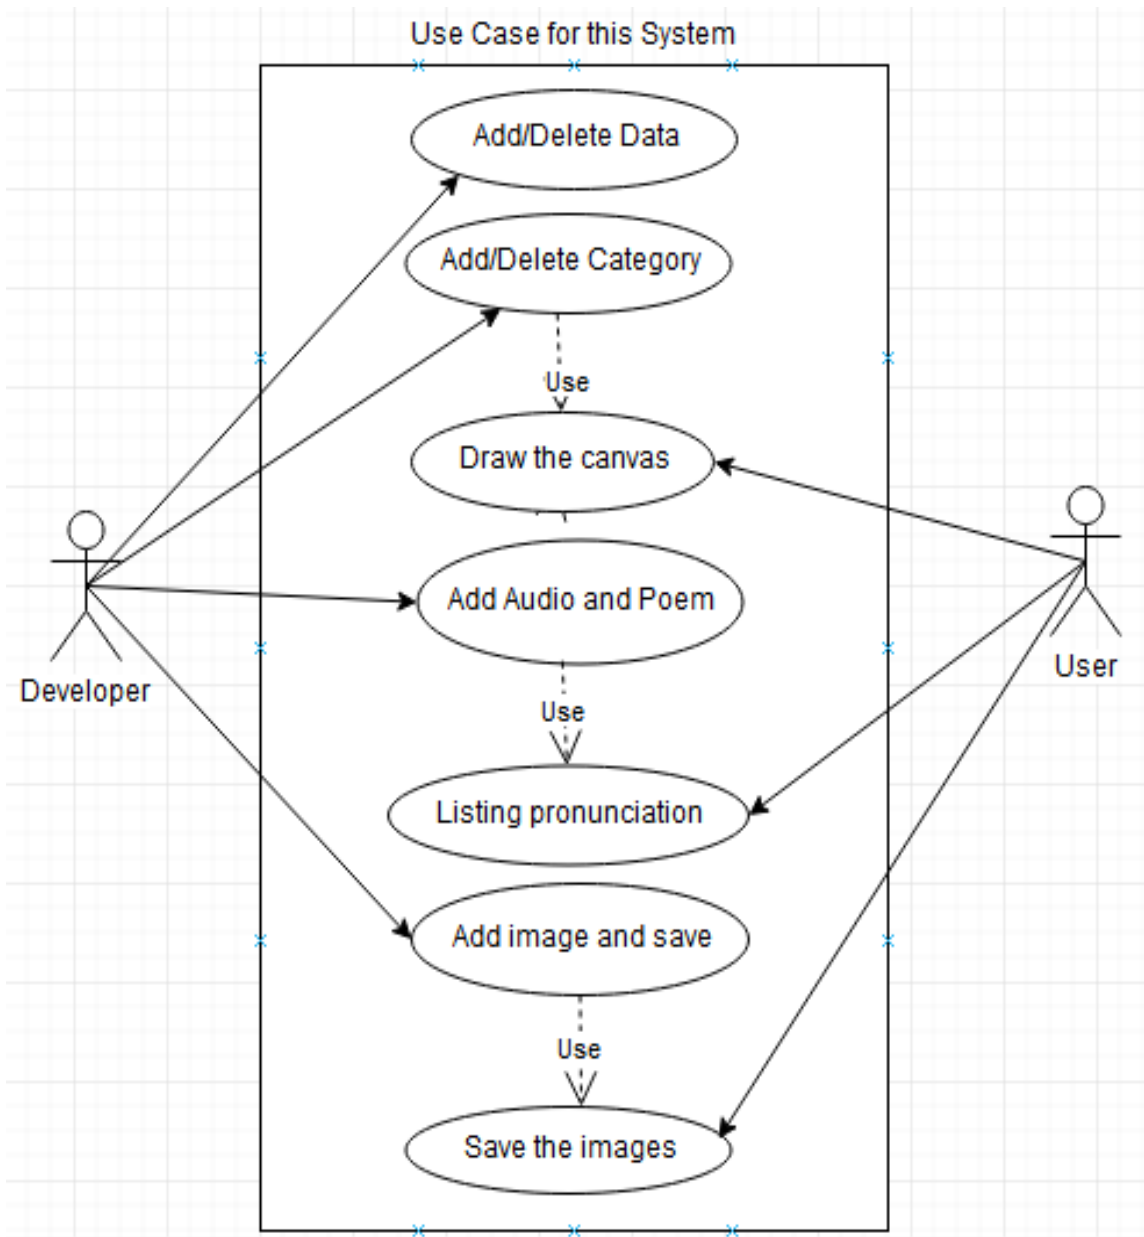 Use Case for this System
Add/Delete Data
Add/Delete Category
Use
Draw the canvas
Add Audio and Poem
Developer
User
Use
Listing pronunciation
Add image and save
Use
Save the images